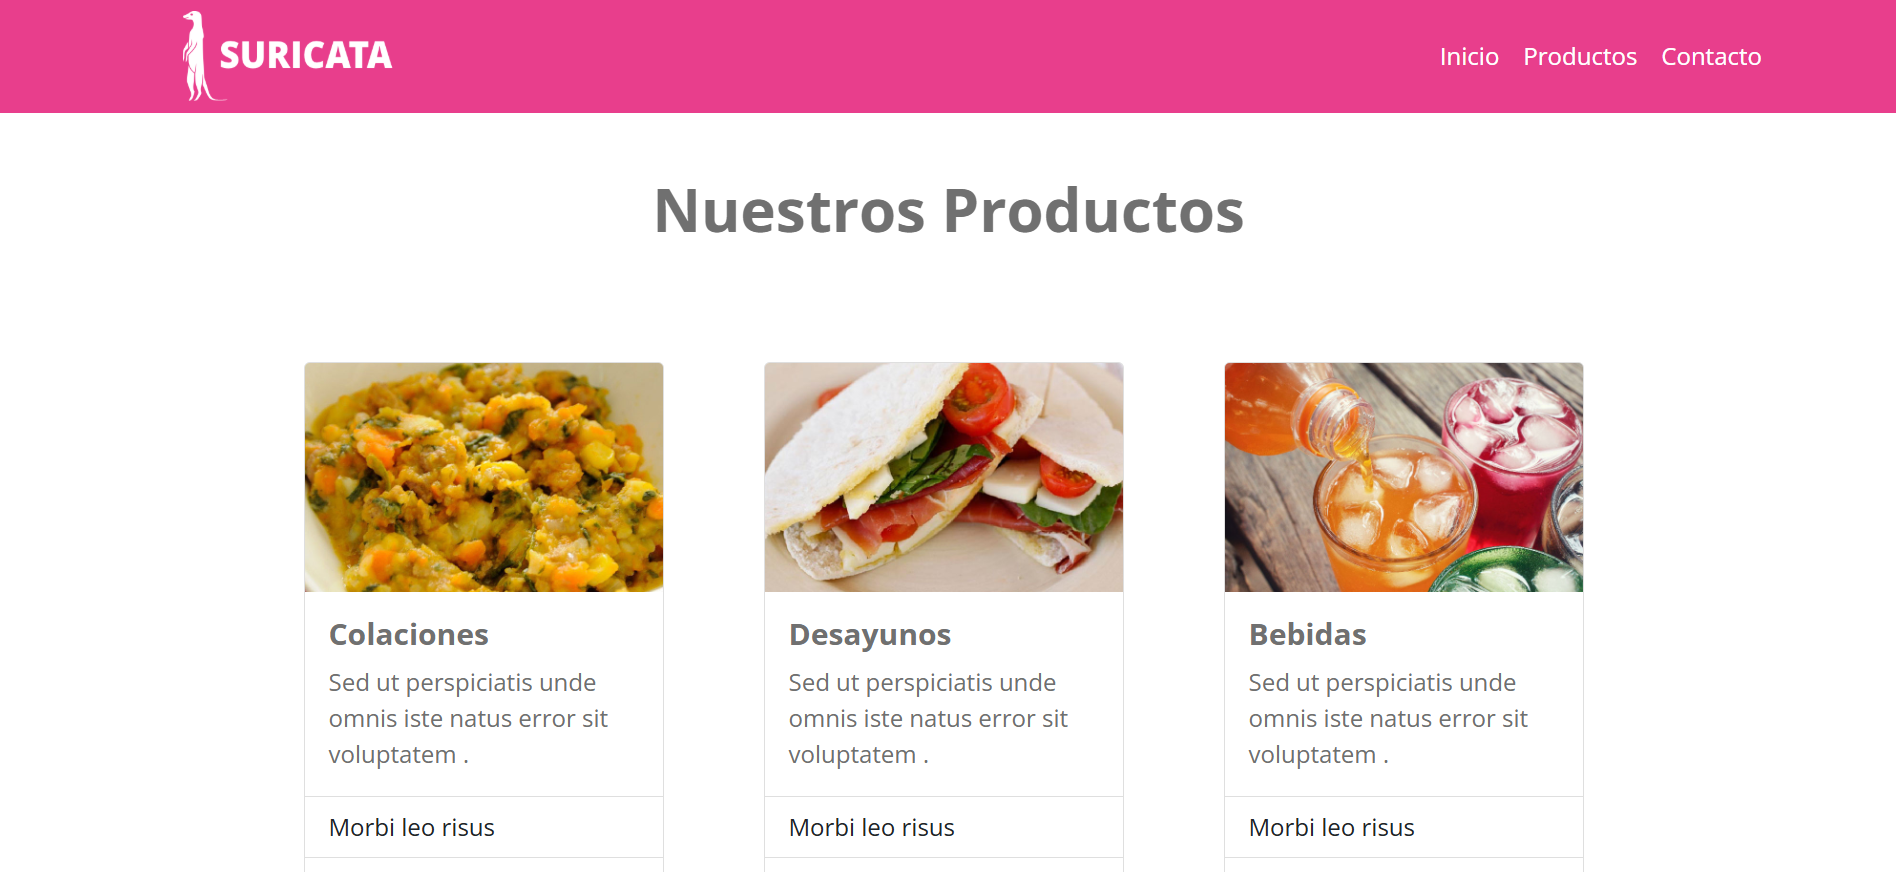 SURICATA
Inicio Productos Contacto
Nuestros Productos
Colaciones
Sed ut perspiciatis unde
omnis iste natus error sit
voluptatem .
Morbi leo risus
Desayunos
Sed ut perspiciatis unde
omnis iste natus error sit
voluptatem .
Morbi leo risus
Bebidas
Sed ut perspiciatis unde
omnis iste natus error sit
voluptatem .
Morbi leo risus